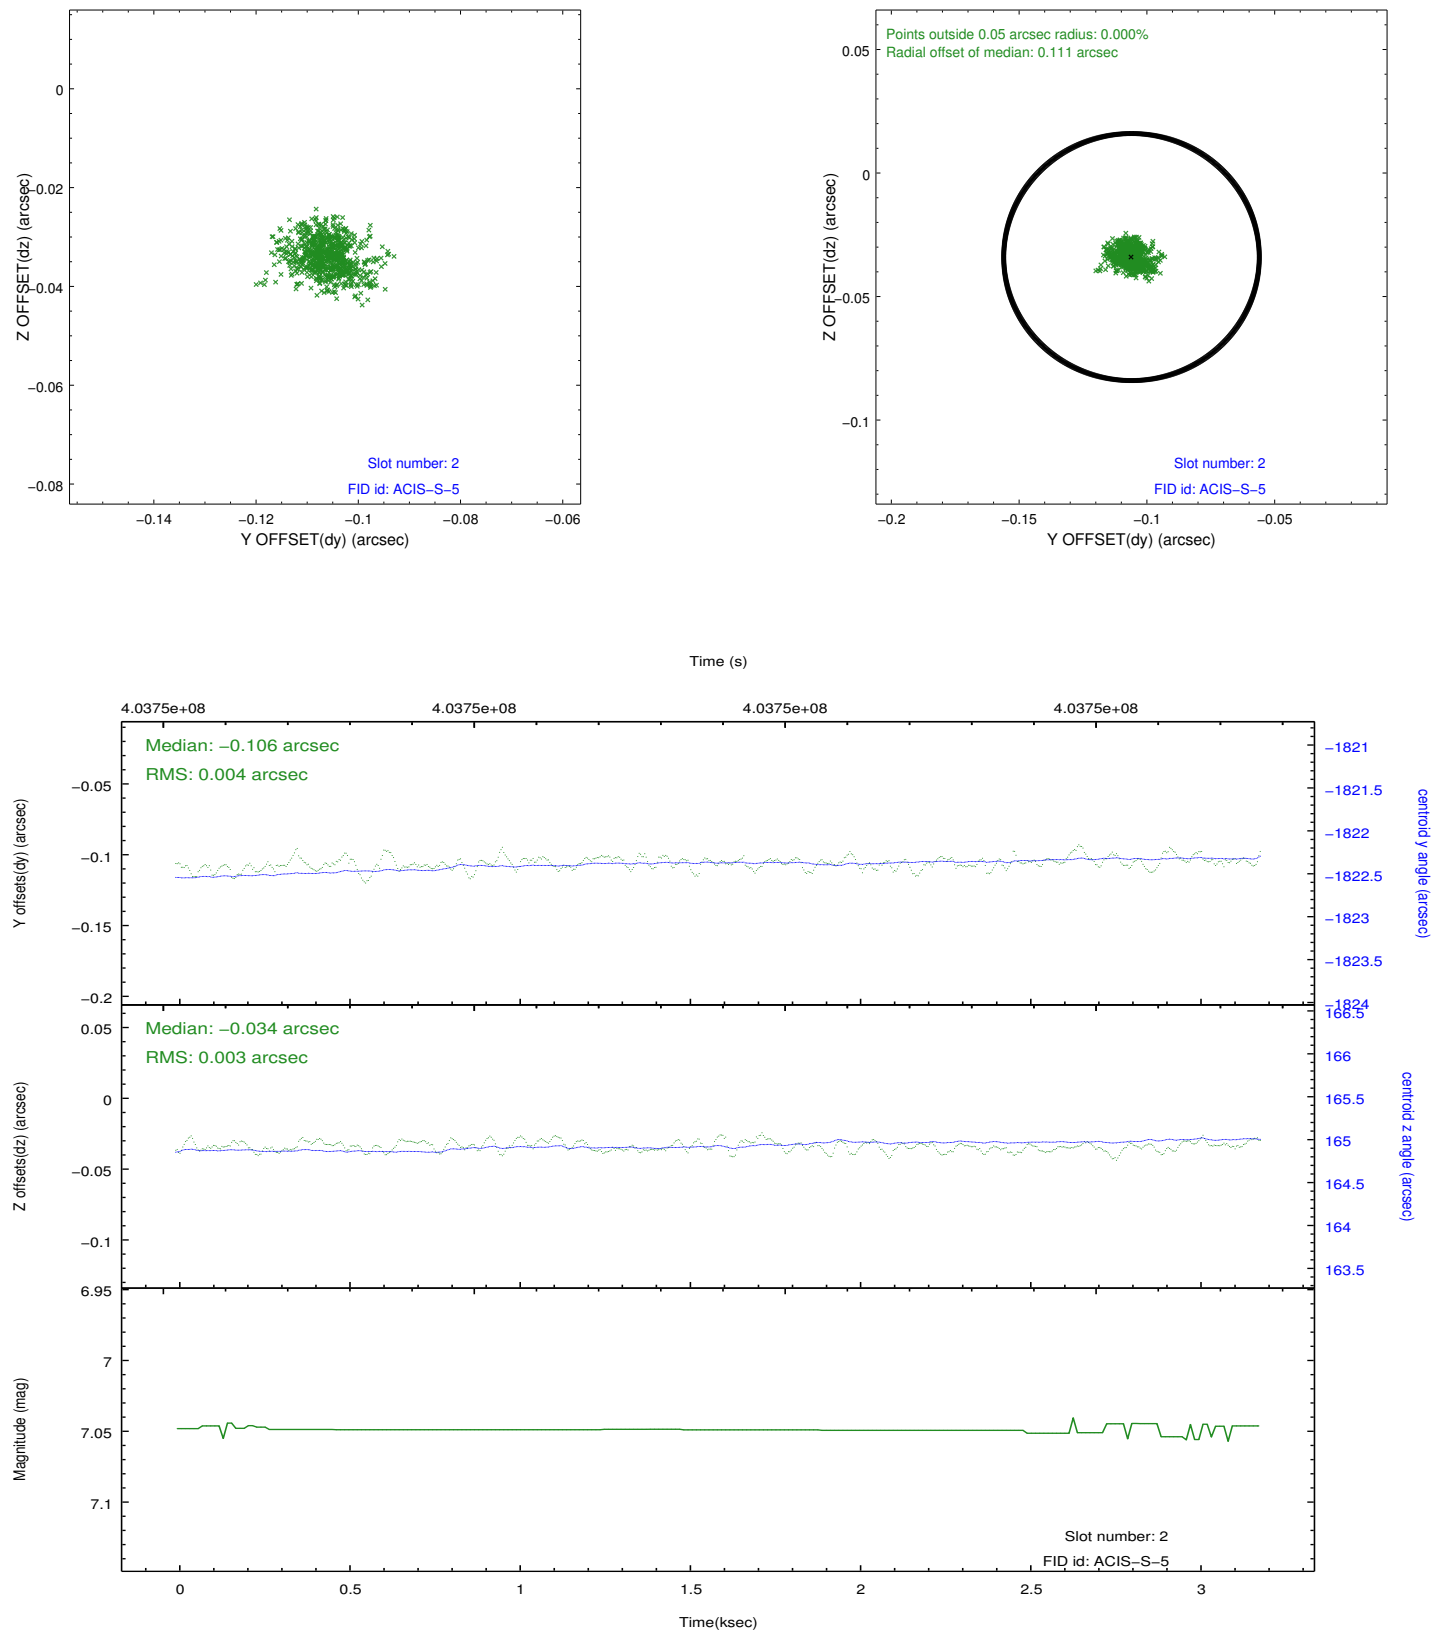 0
−0.02
−0.04
−0.06
−0.08
Z OFFSET(dz) (arcsec)
Slot number: 2
FID id: ACIS−S−5
−0.14
−0.12
−0.1
−0.08
−0.06
Y OFFSET(dy) (arcsec)
Points outside 0.05 arcsec radius: 0.000%
Radial offset of median: 0.111 arcsec
0.05
0
−0.05
−0.1
Z OFFSET(dz) (arcsec)
Slot number: 2
FID id: ACIS−S−5
−0.2
−0.15
−0.1
−0.05
Y OFFSET(dy) (arcsec)
Time (s)
4.0375e+08
4.0375e+08
4.0375e+08
4.0375e+08
Median: −0.106 arcsec
RMS: 0.004 arcsec
−0.05
−0.1
−0.15
−0.2
Y offsets(dy) (arcsec)
−1821
−1821.5
−1822
−1822.5
−1823
−1823.5
−1824
centroid y angle (arcsec)
Median: −0.034 arcsec
RMS: 0.003 arcsec
0.05
0
−0.05
−0.1
Z offsets(dz) (arcsec)
166.5
166
165.5
165
164.5
164
163.5
centroid z angle (arcsec)
6.95
7
7.05
7.1
Magnitude (mag)
Slot number: 2
FID id: ACIS−S−5
0
0.5
1
1.5
2
2.5
3
Time(ksec)